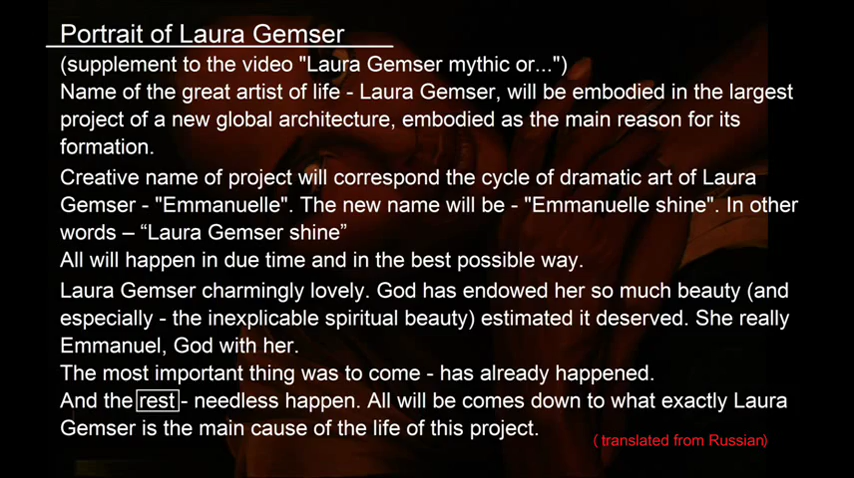 Portrait of Laura Gemser
(supplement to the video "Laura Gemser mythic or...")
Name of the great artist of life - Laura Gemser, will be embodied in the largest
project of a new global architecture, embodied as the main reason for its
formation.
Creative name of project will correspond the cycle of dramatic art of Laura
Gemser - "Emmanuelle". The new name will be - "Emmanuelle shine". In other
words – “Laura Gemser shine”
All will happen in due time and in the best possible way.
Laura Gemser charmingly lovely. God has endowed her so much beauty (and
especially - the inexplicable spiritual beauty) estimated it deserved. She really
Emmanuel, God with her.
The most important thing was to come - has already happened.
And the rest - needless happen. All will be comes down to what exactly Laura
Gemser is the main cause of the life of this project.
( translated from Russian)